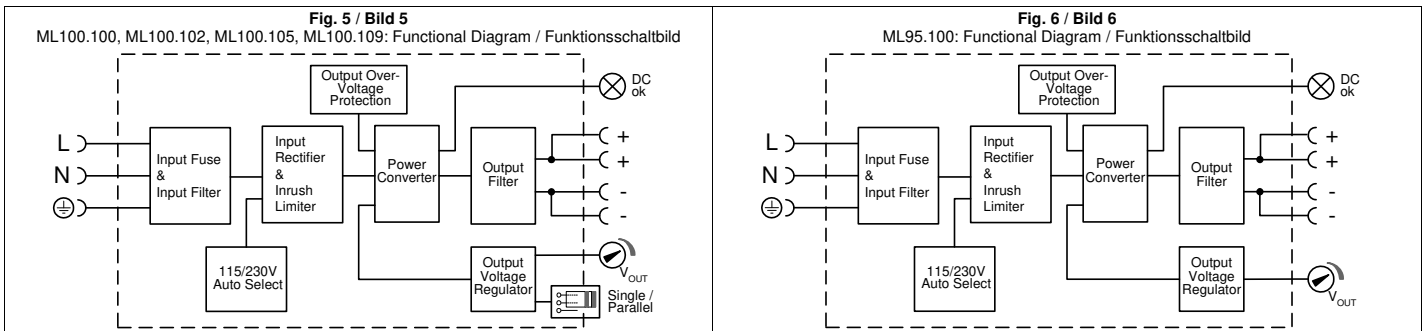 Fig. 5 / Bild 5
ML100.100, ML100.102, ML100.105, ML100.109: Functional Diagram / Funktionsschaltbild
Output Over-
Voltage
Protection
DC
ok
L
N
Input Fuse
&
Input Filter
Input
Rectifier
&
Inrush
Limiter
Power
Converter
Output
Filter
+
+
-
-
115/230V
Auto Select
Output
Voltage
Regulator
VOUT
Single /
Parallel
Fig. 6 / Bild 6
ML95.100: Functional Diagram / Funktionsschaltbild
Output Over-
Voltage
Protection
DC
ok
L
N
Input Fuse
&
Input Filter
Input
Rectifier
&
Inrush
Limiter
Power
Converter
Output
Filter
+
+
-
-
115/230V
Auto Select
Output
Voltage
Regulator
VOUT